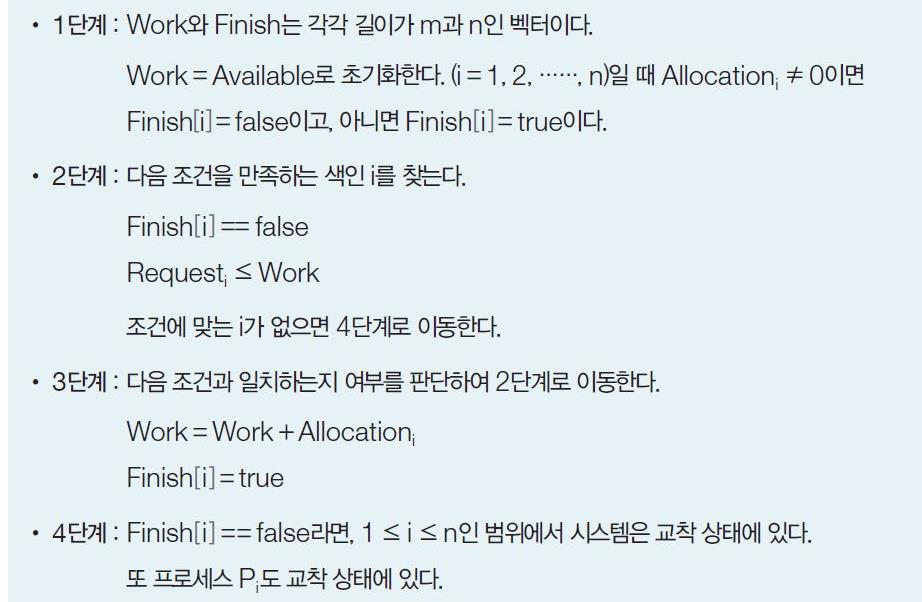 • 1단계 : Work와 Finish는 각각 길이가 m과 n인 벡터이다.
Work = Available로 초기화한다. (i = 1, 2, ……, n)일 때 Allocationᵢ ≠ 0이면
Finish[i] = false이고, 아니면 Finish[i] = true이다.
• 2단계 : 다음 조건을 만족하는 색인 i를 찾는다.
Finish[i] == false
Requestᵢ ≤ Work
조건에 맞는 i가 없으면 4단계로 이동한다.
• 3단계 : 다음 조건과 일치하는지 여부를 판단하여 2단계로 이동한다.
Work = Work + Allocationᵢ
Finish[i] = true
• 4단계 : Finish[i] == false라면, 1 ≤ i ≤ n인 범위에서 시스템은 교착 상태에 있다.
또 프로세스 Pᵢ도 교착 상태에 있다.